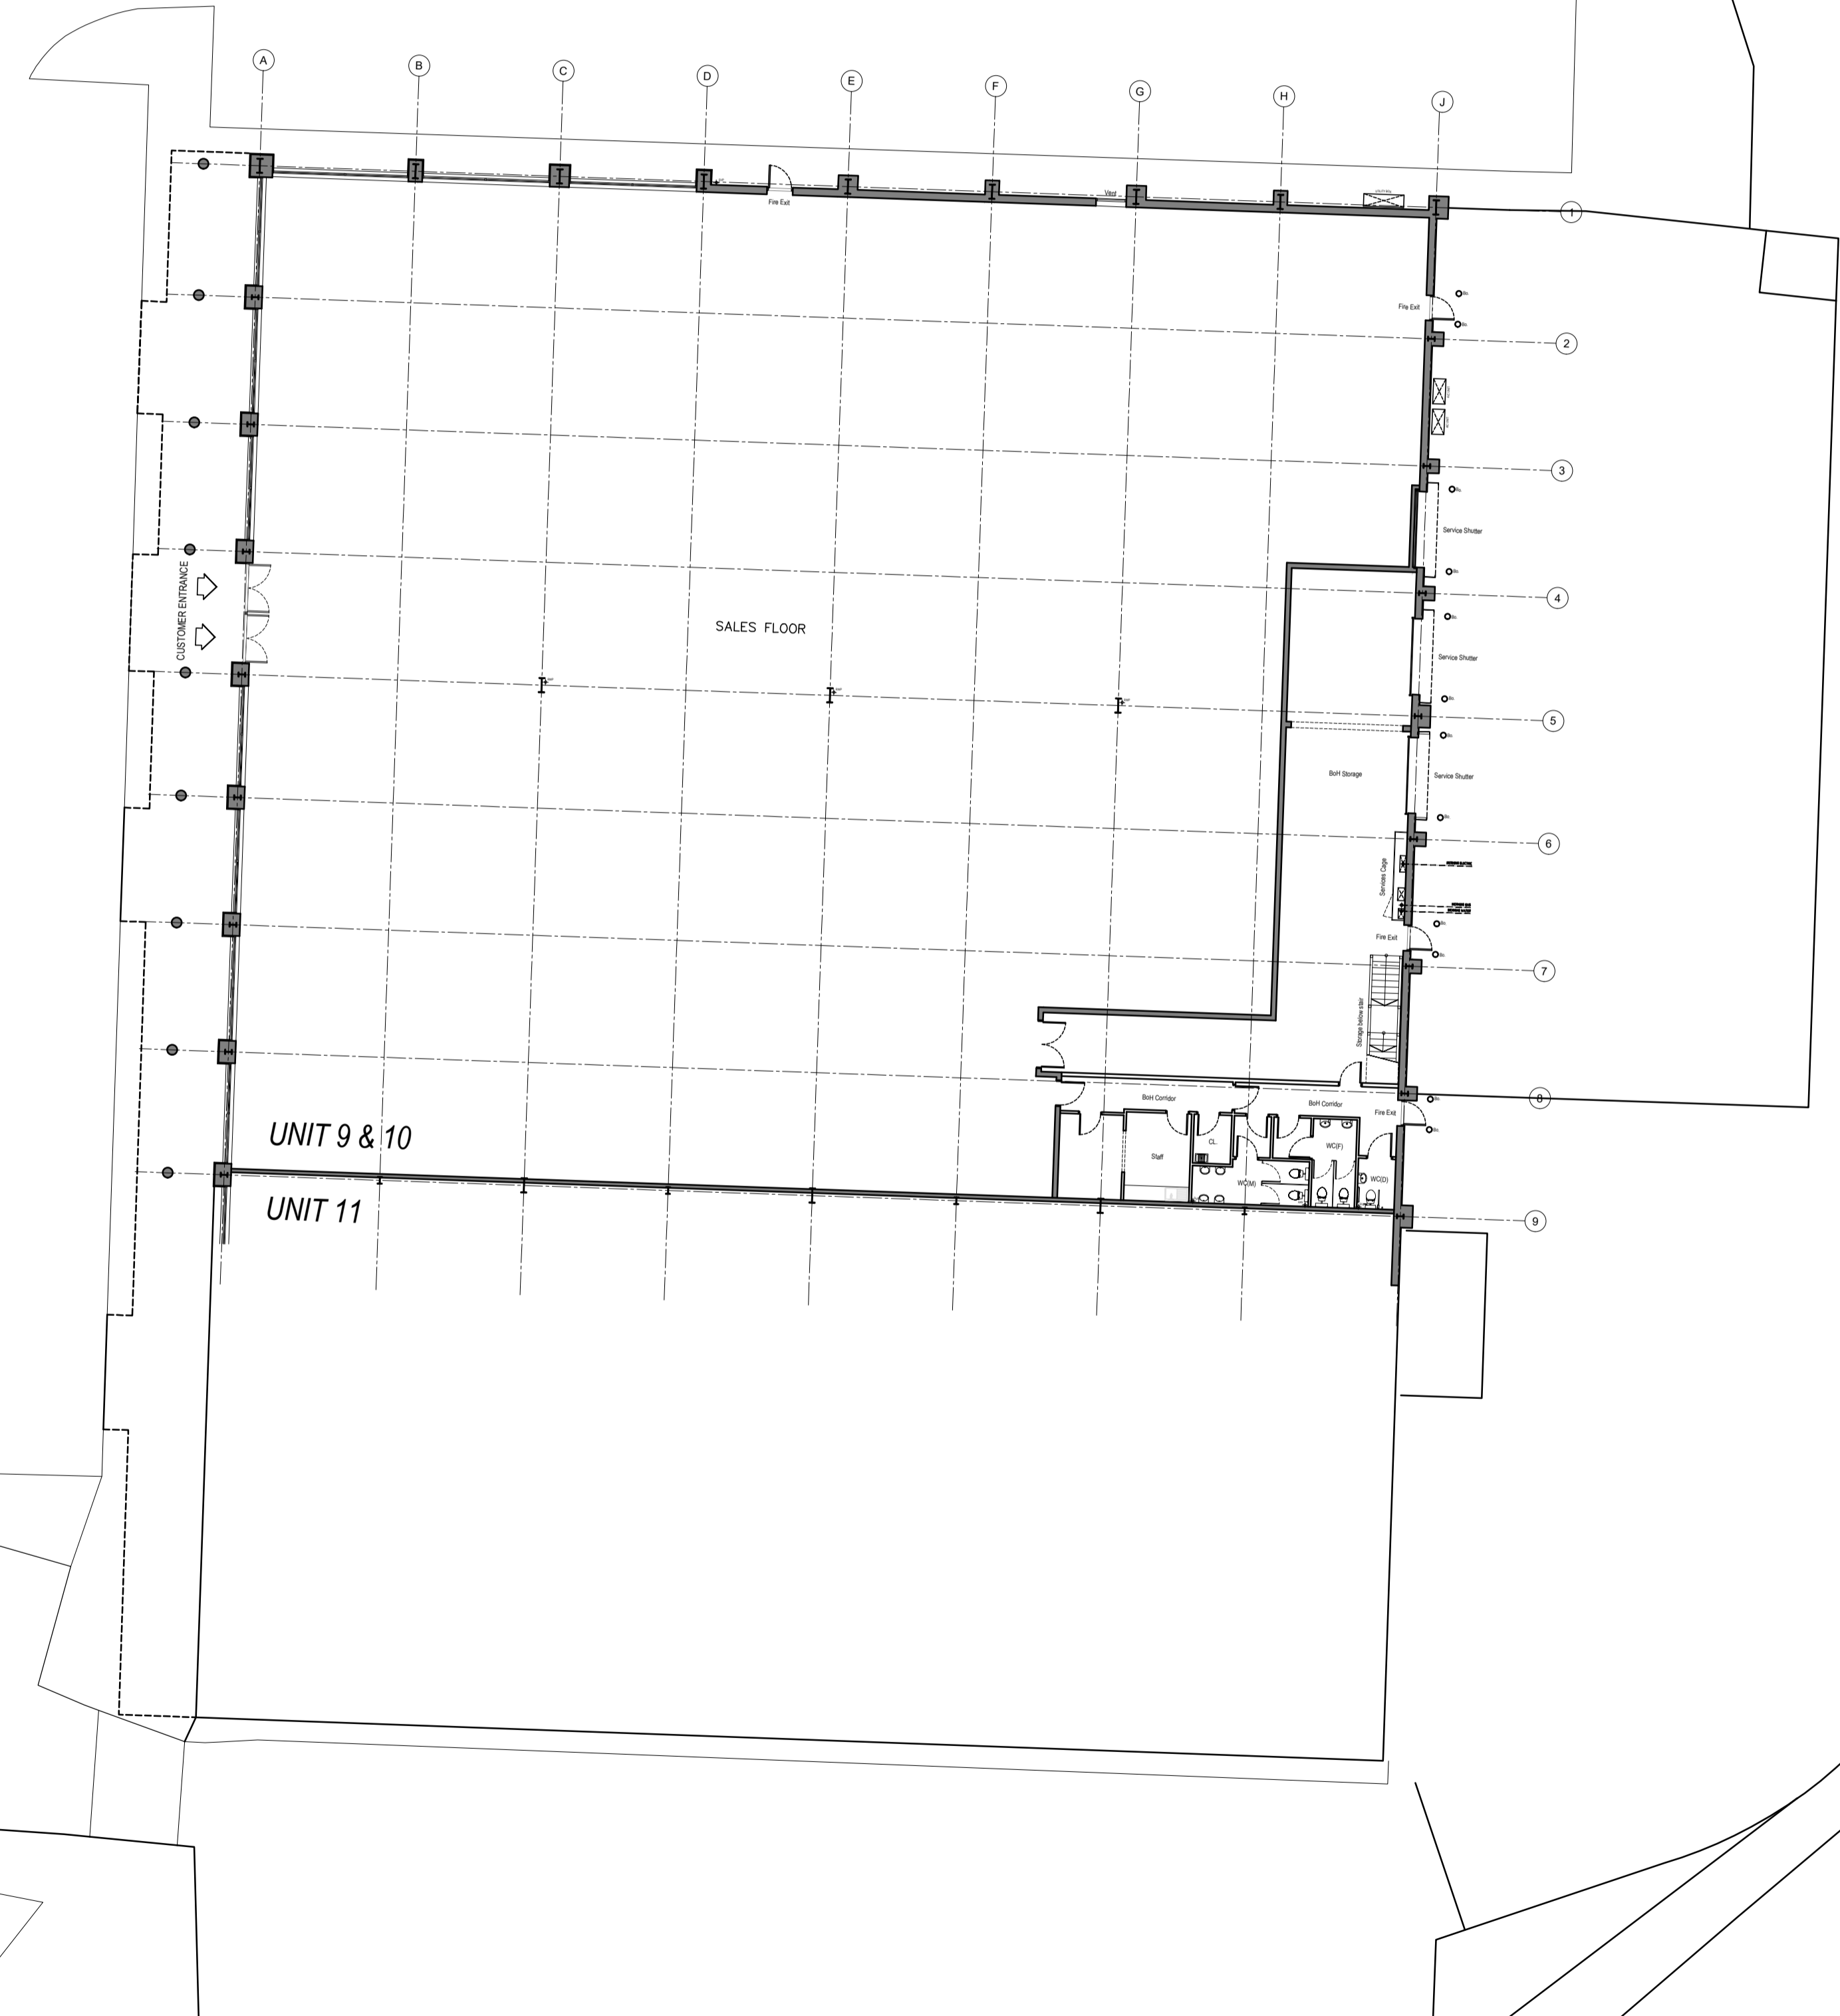 A
B
C
D
E
F
G
H
J
Fire Exit
Vent
1
Fire Exit
2
3
Service Shutter
4
CUSTOMER ENTRANCE
SALES FLOOR
Service Shutter
5
BoH Storage
Service Shutter
6
Services Cage
Fire Exit
7
Storage below stair
BoH Corridor
BoH Corridor
Fire Exit
8
UNIT 9 & 10
CL.
Staff
WC(F)
WC(M)
WC(D)
UNIT 11
9